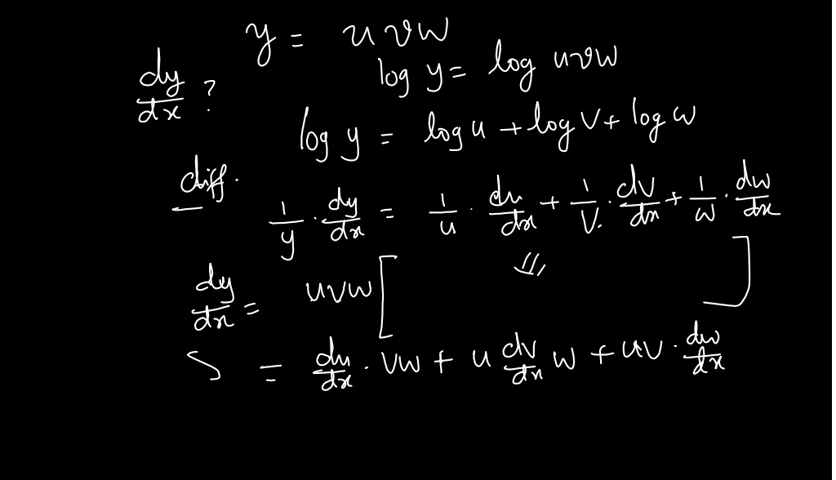 y = uvw
dy/dx ?
log y = log uvw
log y = log u + log v + log w
diff.
1/y · dy/dx = 1/u · du/dx + 1/v · dv/dx + 1/w · dw/dx
dy/dx = uvw [ " ]
= du/dx · vw + u dv/dx w + uv · dw/dx